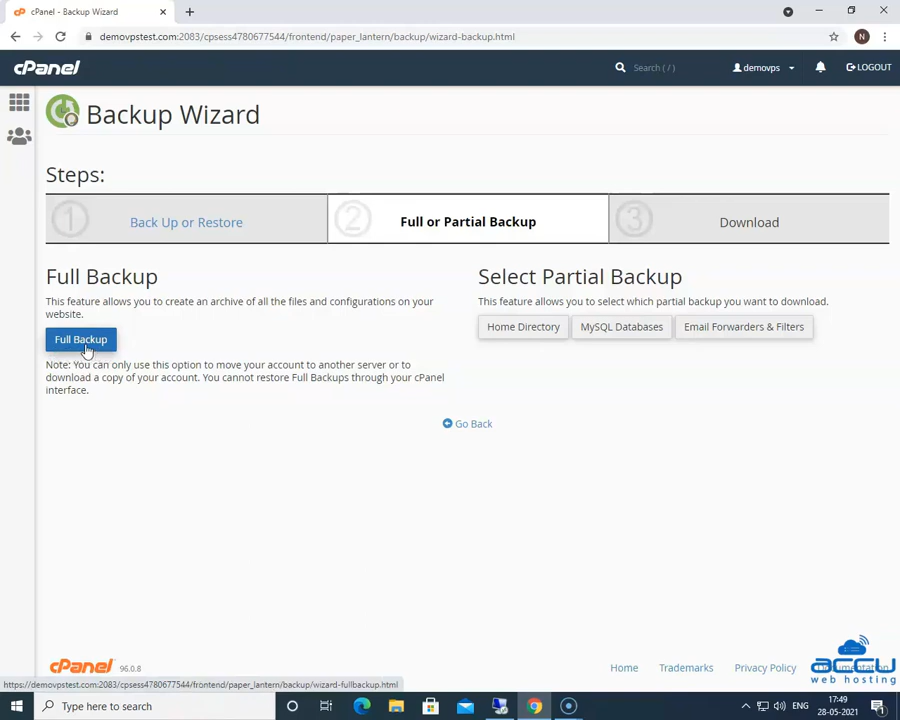 cPanel - Backup Wizard
demovpstest.com:2083/cpsess4780677544/frontend/paper_lantern/backup/wizard-backup.html
N
cPanel
Search ( / )
demovps
LOGOUT
Backup Wizard
Steps:
1 Back Up or Restore
2 Full or Partial Backup
3 Download
Full Backup
This feature allows you to create an archive of all the files and configurations on your
website.
Full Backup
Note: You can only use this option to move your account to another server or to
download a copy of your account. You cannot restore Full Backups through your cPanel
interface.
Select Partial Backup
This feature allows you to select which partial backup you want to download.
Home Directory
MySQL Databases
Email Forwarders & Filters
Go Back
cPanel 96.0.8
Home
Trademarks
Privacy Policy
Documentation
ACCU
web hosting
https://demovpstest.com:2083/cpsess4780677544/frontend/paper_lantern/backup/wizard-fullbackup.html
Type here to search
ENG
17:49
28-05-2021
1